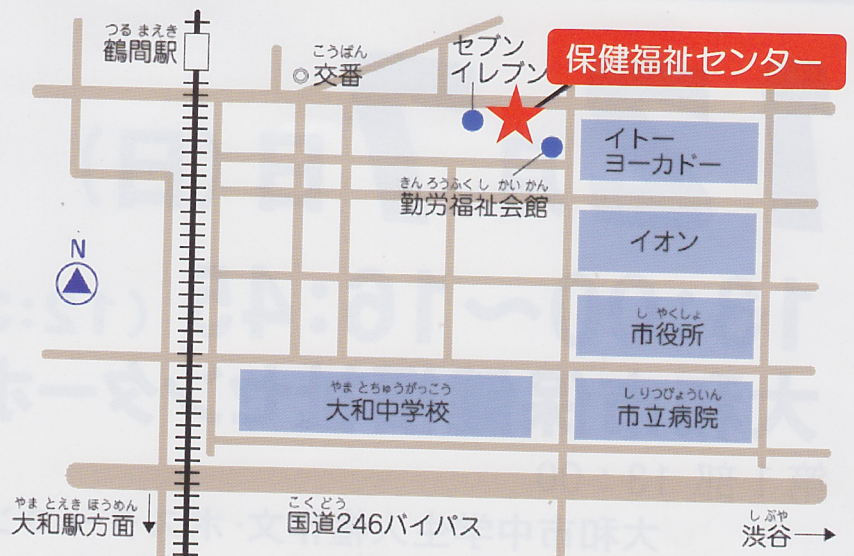 つる まえき
鶴間駅
こうばん
交番
セブン
イレブン
保健福祉センター
イトー
ヨーカドー
きんろうふくし かいかん
勤労福祉会館
イオン
N
し やくしょ
市役所
やま とちゅうがっこう
大和中学校
しりつびょういん
市立病院
やま とえき ほうめん
大和駅方面
こくどう
国道246バイパス
しぶや
渋谷